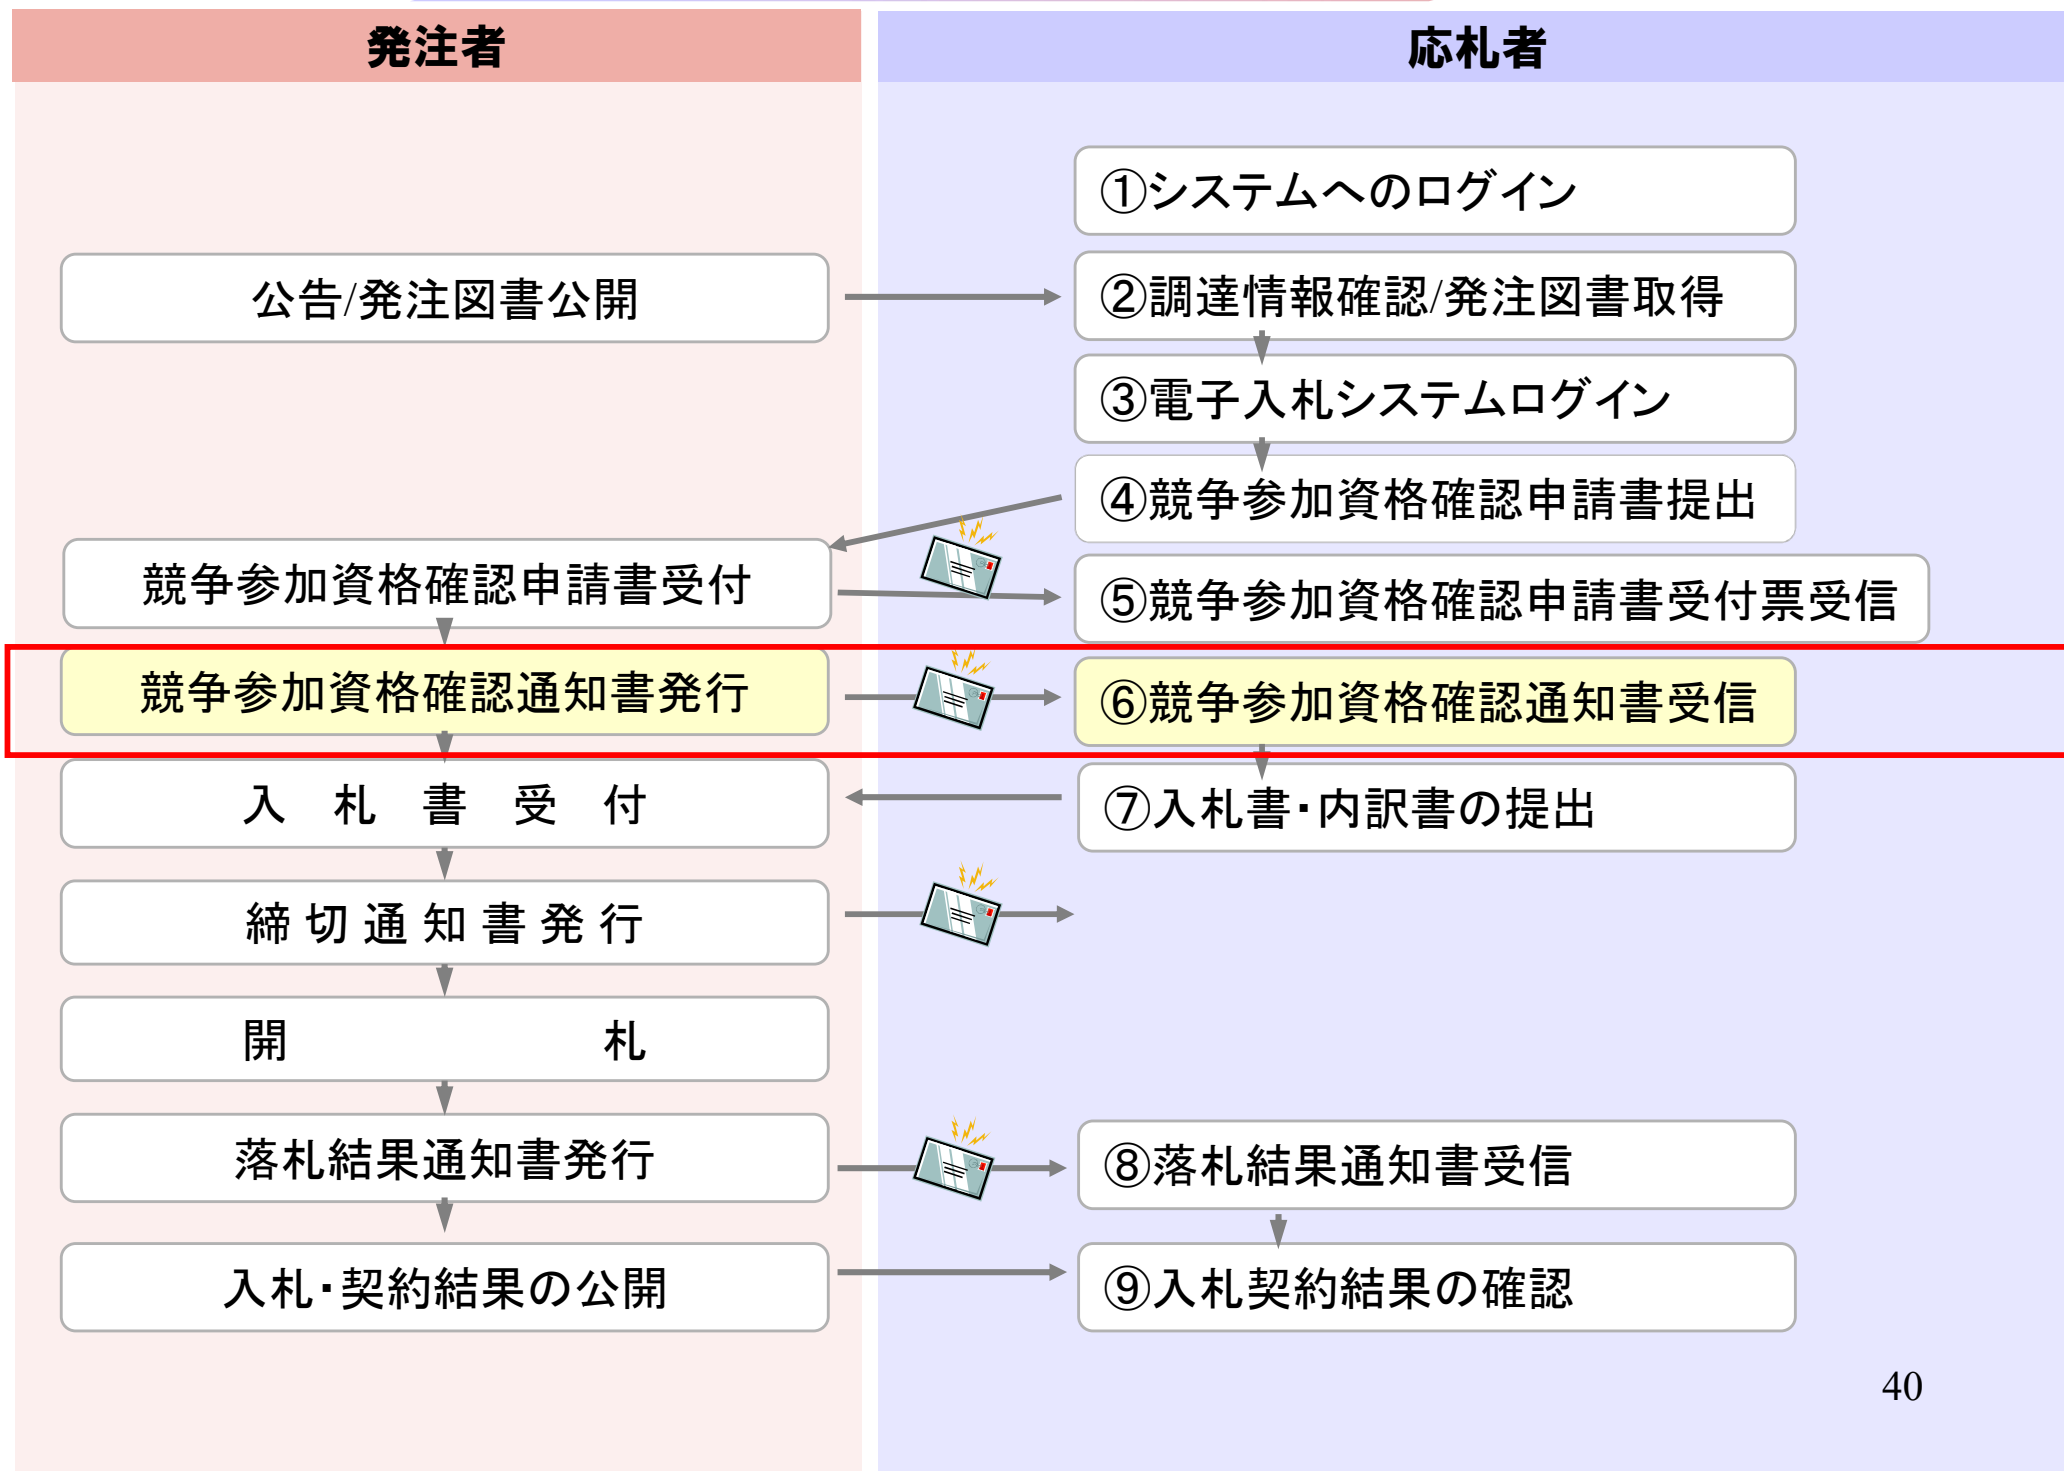 発注者
応札者
①システムへのログイン
公告/発注図書公開
②調達情報確認/発注図書取得
③電子入札システムログイン
④競争参加資格確認申請書提出
競争参加資格確認申請書受付
⑤競争参加資格確認申請書受付票受信
競争参加資格確認通知書発行
⑥競争参加資格確認通知書受信
入 札 書 受 付
⑦入札書・内訳書の提出
締 切 通 知 書 発 行
開 札
落札結果通知書発行
⑧落札結果通知書受信
入札・契約結果の公開
⑨入札契約結果の確認
40